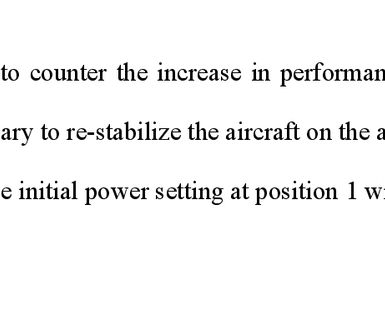 to counter the increase in performan
ary to re-stabilize the aircraft on the a
e initial power setting at position 1 wi